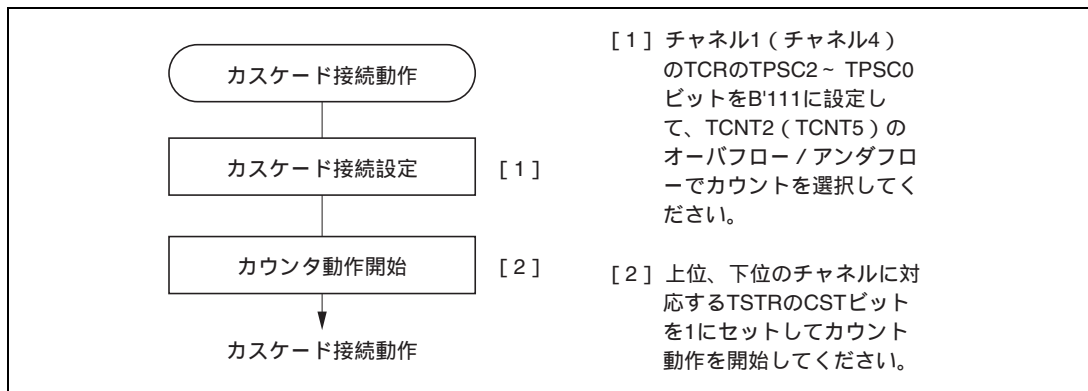 カスケード接続動作
カスケード接続設定
[1]
カウンタ動作開始
[2]
カスケード接続動作
[1] チャネル1(チャネル4)
のTCRのTPSC2~TPSC0
ビットをB'111に設定し
て、TCNT2(TCNT5)の
オーバフロー/アンダフロ
ーでカウントを選択してく
ださい。
[2] 上位、下位のチャネルに対
応するTSTRのCSTビット
を1にセットしてカウント
動作を開始してください。